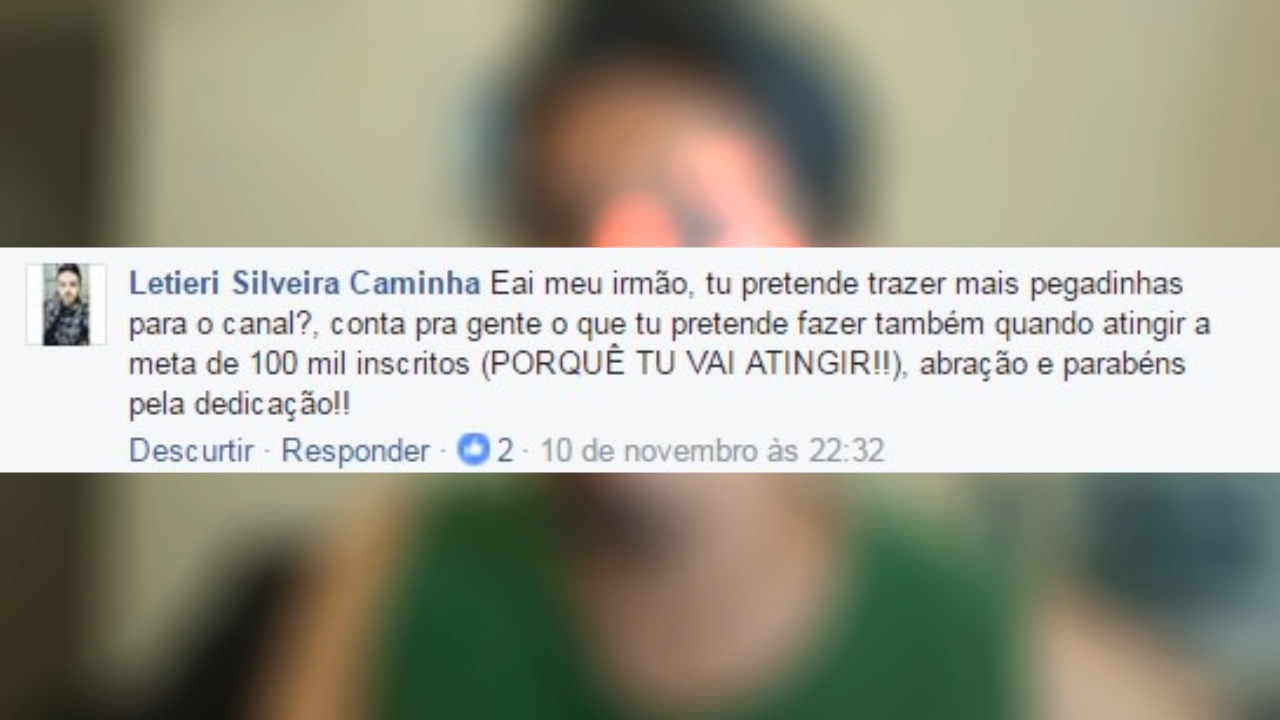 Letieri Silveira Caminha Eai meu irmão, tu pretende trazer mais pegadinhas
para o canal?, conta pra gente o que tu pretende fazer também quando atingir a
meta de 100 mil inscritos (PORQUÊ TU VAI ATINGIR!!), abração e parabéns
pela dedicação!!
Descurtir · Responder · 2 · 10 de novembro às 22:32